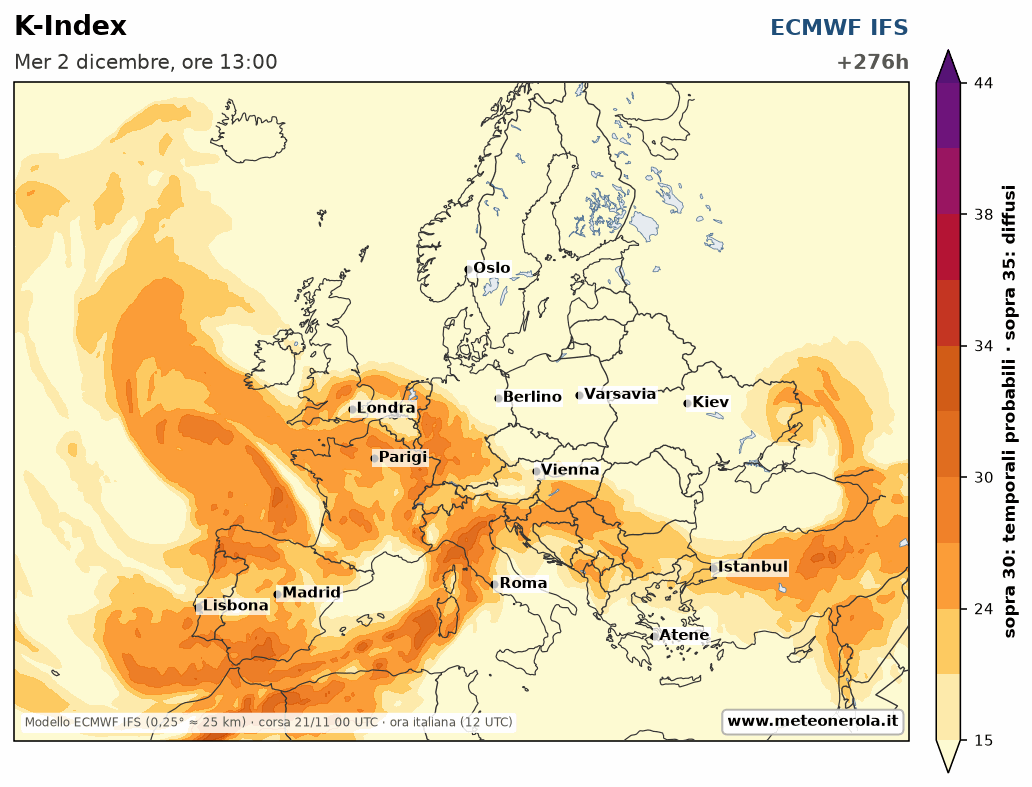 K-Index
ECMWF IFS
Mer 2 dicembre, ore 13:00
+276h
44
38
34
30
24
15
sopra 30: temporali probabili · sopra 35: diffusi
Oslo
Berlino
Varsavia
Kiev
Londra
Parigi
Vienna
Istanbul
Roma
Madrid
Lisbona
Atene
Modello ECMWF IFS (0,25° ≈ 25 km) · corsa 21/11 00 UTC · ora italiana (12 UTC)
www.meteonerola.it